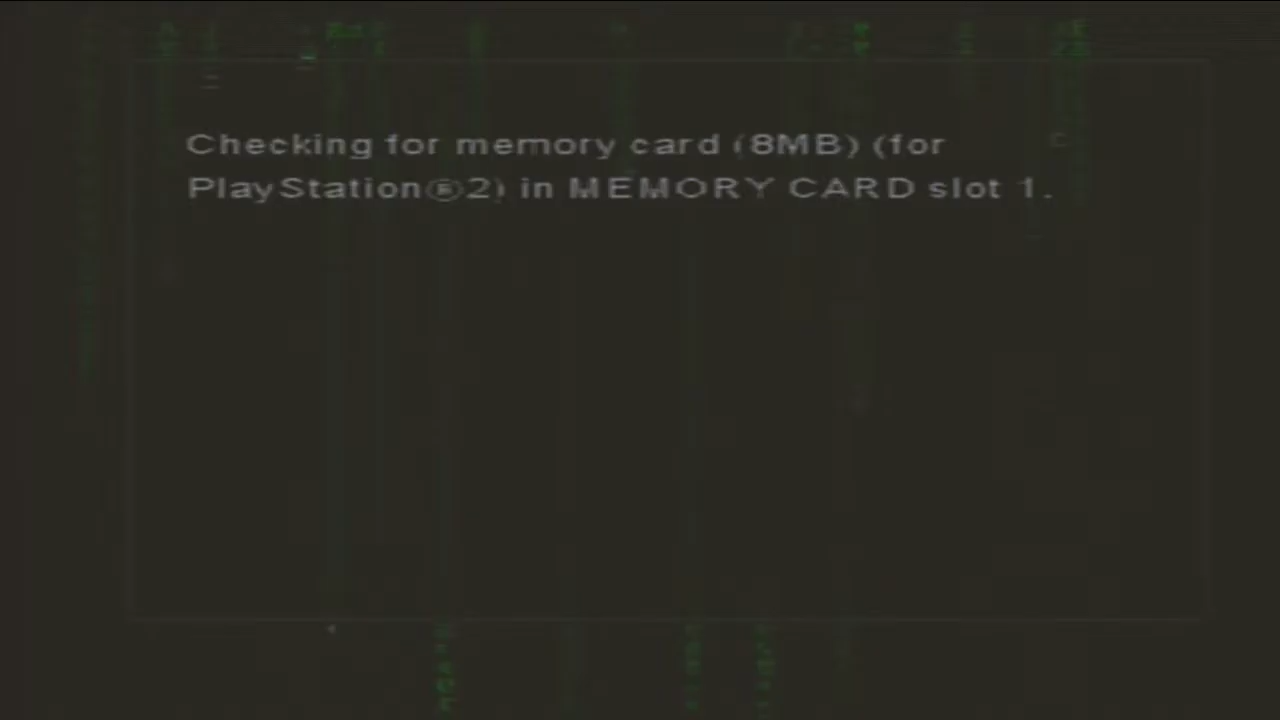 Checking for memory card (8MB) (for
PlayStation®2) in MEMORY CARD slot 1.